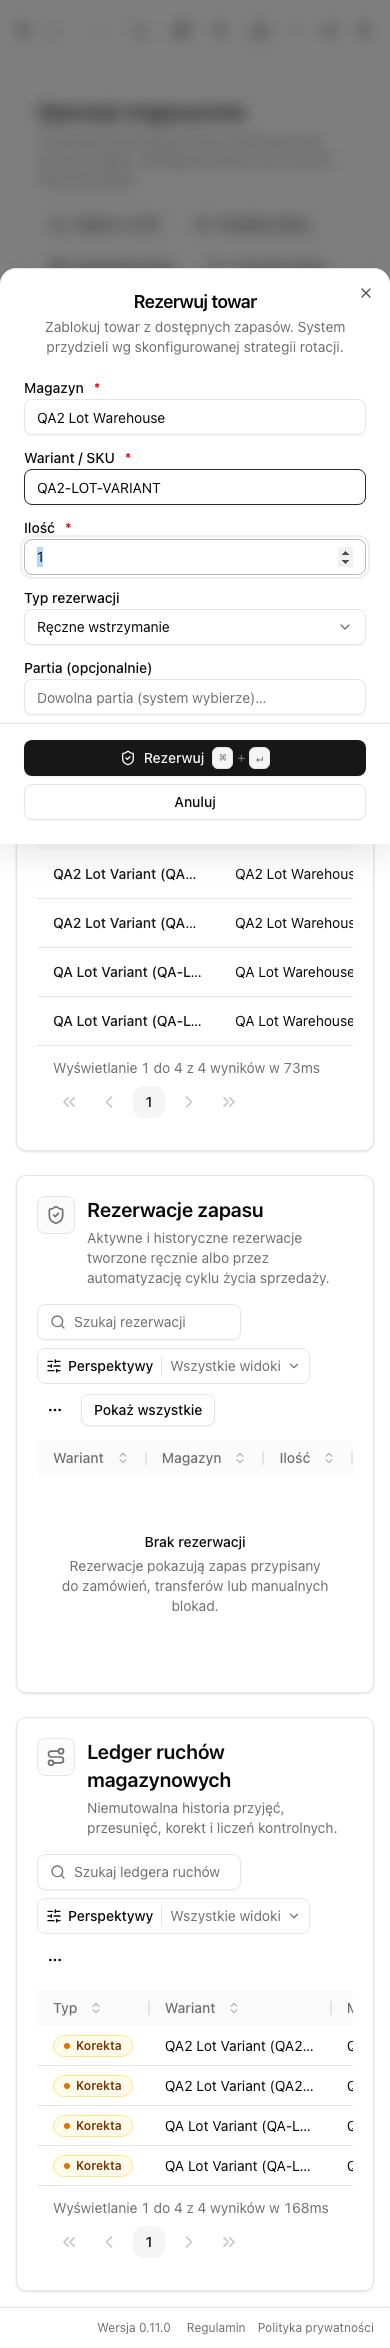 Rezerwuj towar
Zablokuj towar z dostępnych zapasów. System
przydzieli wg skonfigurowanej strategii rotacji.
Magazyn *
QA2 Lot Warehouse
Wariant / SKU *
QA2-LOT-VARIANT
Ilość *
1
Typ rezerwacji
Ręczne wstrzymanie
Partia (opcjonalnie)
Dowolna partia (system wybierze)...
Rezerwuj ⌘ + ↵
Anuluj
QA2 Lot Variant (QA... QA2 Lot Warehous
QA2 Lot Variant (QA... QA2 Lot Warehous
QA Lot Variant (QA-L... QA Lot Warehouse
QA Lot Variant (QA-L... QA Lot Warehouse
Wyświetlanie 1 do 4 z 4 wyników w 73ms
1
Rezerwacje zapasu
Aktywne i historyczne rezerwacje
tworzone ręcznie albo przez
automatyzację cyklu życia sprzedaży.
Szukaj rezerwacji
Perspektywy Wszystkie widoki
... Pokaż wszystkie
Wariant Magazyn Ilość
Brak rezerwacji
Rezerwacje pokazują zapas przypisany
do zamówień, transferów lub manualnych
blokad.
Ledger ruchów
magazynowych
Niemutowalna historia przyjęć,
przesunięć, korekt i liczeń kontrolnych.
Szukaj ledgera ruchów
Perspektywy Wszystkie widoki
...
Typ Wariant
Korekta QA2 Lot Variant (QA2...
Korekta QA2 Lot Variant (QA2...
Korekta QA Lot Variant (QA-L...
Korekta QA Lot Variant (QA-L...
Wyświetlanie 1 do 4 z 4 wyników w 168ms
1
Wersja 0.11.0 Regulamin Polityka prywatności